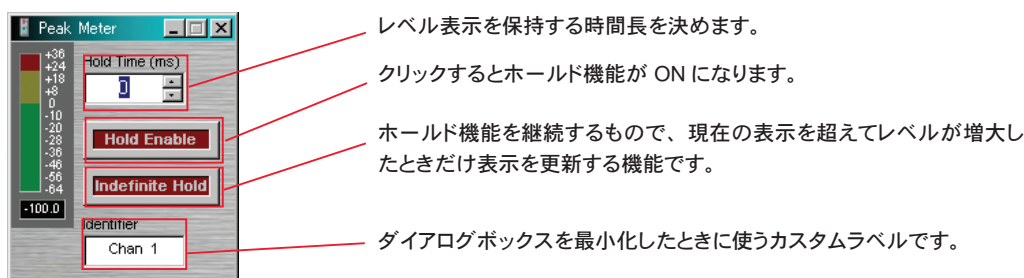 Peak Meter
+36
+24
+18
+8
0
-10
-20
-28
-36
-46
-56
-64
-100.0
Hold Time (ms)
0
Hold Enable
Indefinite Hold
Identifier
Chan 1
レベル表示を保持する時間長を決めます。
クリックするとホールド機能が ON になります。
ホールド機能を継続するもので、現在の表示を超えてレベルが増大し
たときだけ表示を更新する機能です。
ダイアログボックスを最小化したときに使うカスタムラベルです。